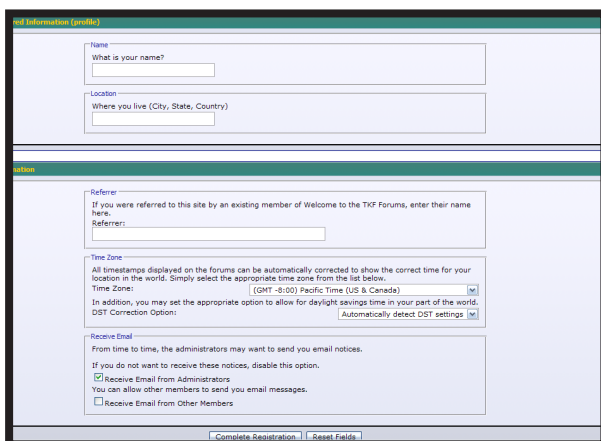 red Information (profile)
Name
What is your name?
Location
Where you live (City, State, Country)
mation
Referrer
If you were referred to this site by an existing member of Welcome to the TKF Forums, enter their name
here.
Referrer:
Time Zone
All timestamps displayed on the forums can be automatically corrected to show the correct time for your
location in the world. Simply select the appropriate time zone from the list below.
Time Zone: (GMT -8:00) Pacific Time (US & Canada)
In addition, you may set the appropriate option to allow for daylight savings time in your part of the world.
DST Correction Option: Automatically detect DST settings
Receive Email
From time to time, the administrators may want to send you email notices.
If you do not want to receive these notices, disable this option.
Receive Email from Administrators
You can allow other members to send you email messages.
Receive Email from Other Members
Complete Registration Reset Fields